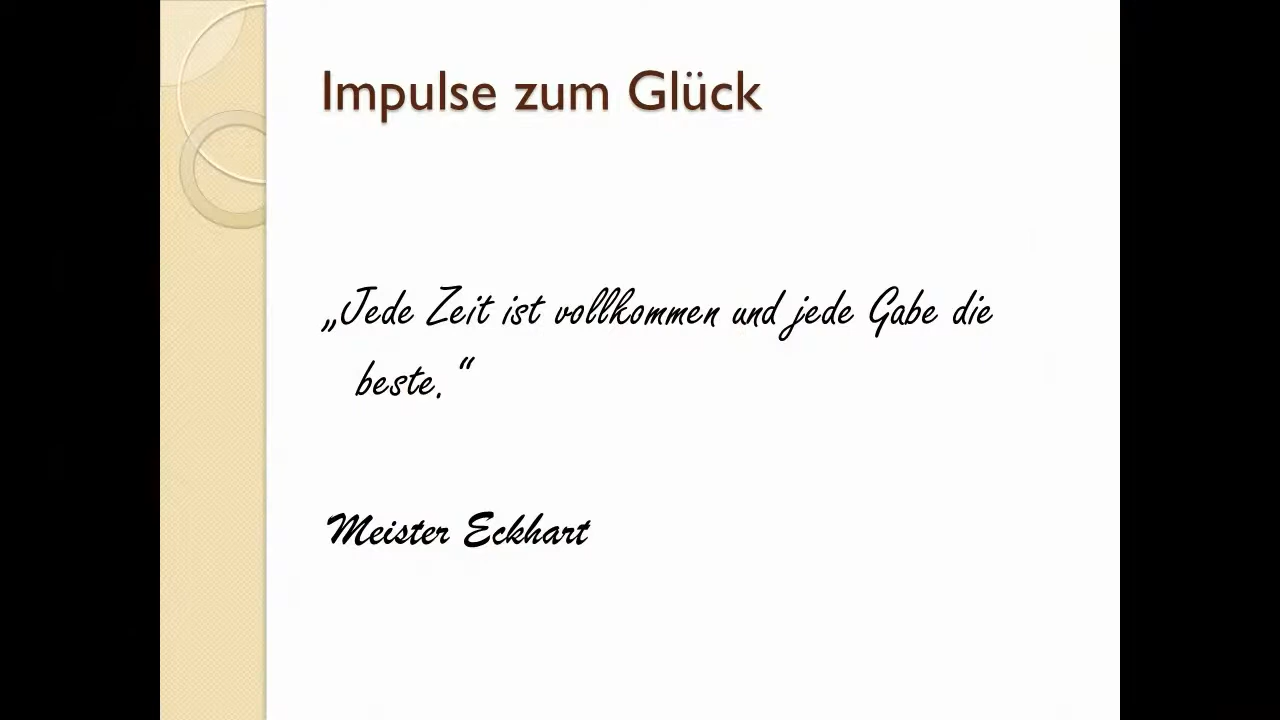 Impulse zum Glück
„Jede Zeit ist vollkommen und jede Gabe die
beste.“
Meister Eckhart